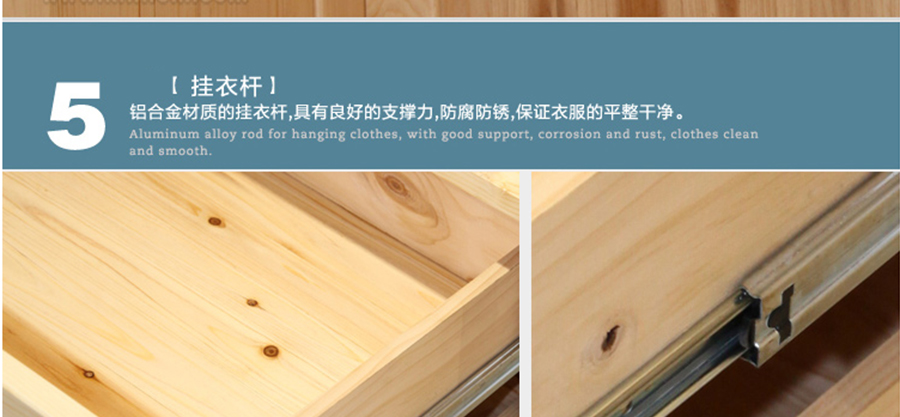 5
【 挂衣杆 】
铝合金材质的挂衣杆,具有良好的支撑力,防腐防锈,保证衣服的平整干净。
Aluminum alloy rod for hanging clothes, with good support, corrosion and rust, clothes clean
and smooth.